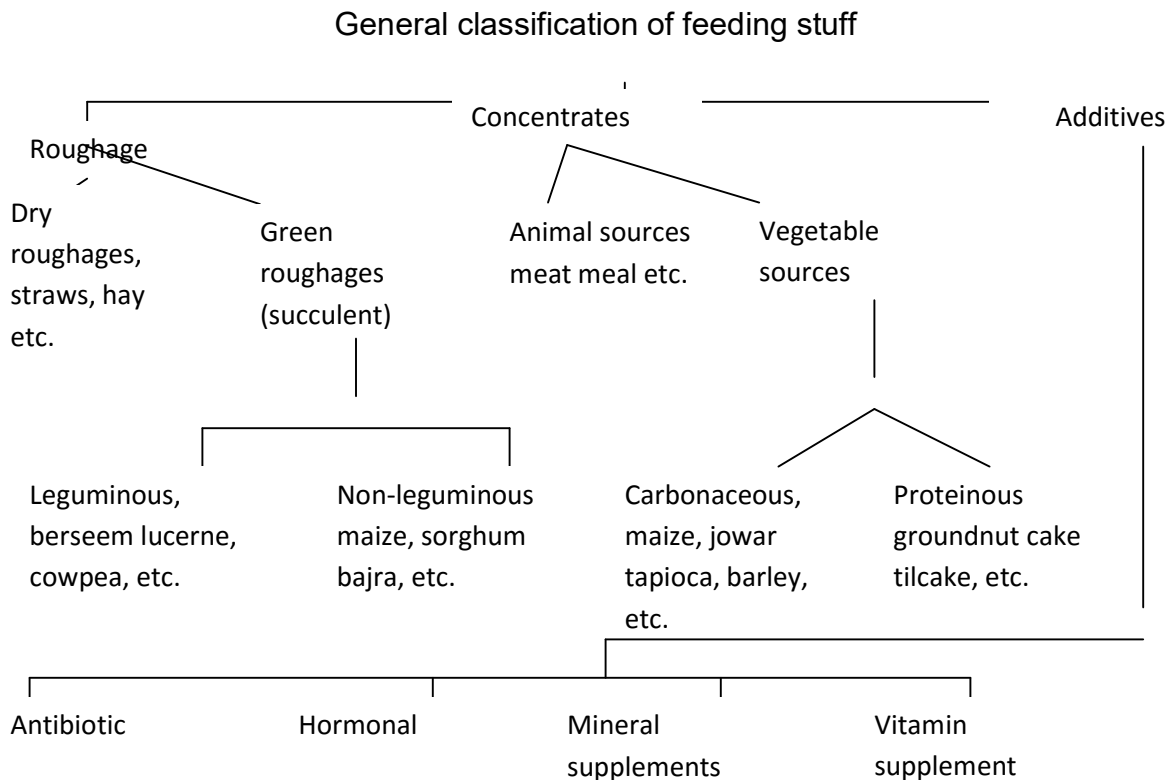 General classification of feeding stuff
Concentrates
Additives
Roughage
Dry
roughages,
straws, hay
etc.
Green
roughages
(succulent)
Animal sources
meat meal etc.
Vegetable
sources
Leguminous,
berseem lucerne,
cowpea, etc.
Non-leguminous
maize, sorghum
bajra, etc.
Carbonaceous,
maize, jowar
tapioca, barley,
etc.
Proteinous
groundnut cake
tilcake, etc.
Antibiotic
Hormonal
Mineral
supplements
Vitamin
supplement